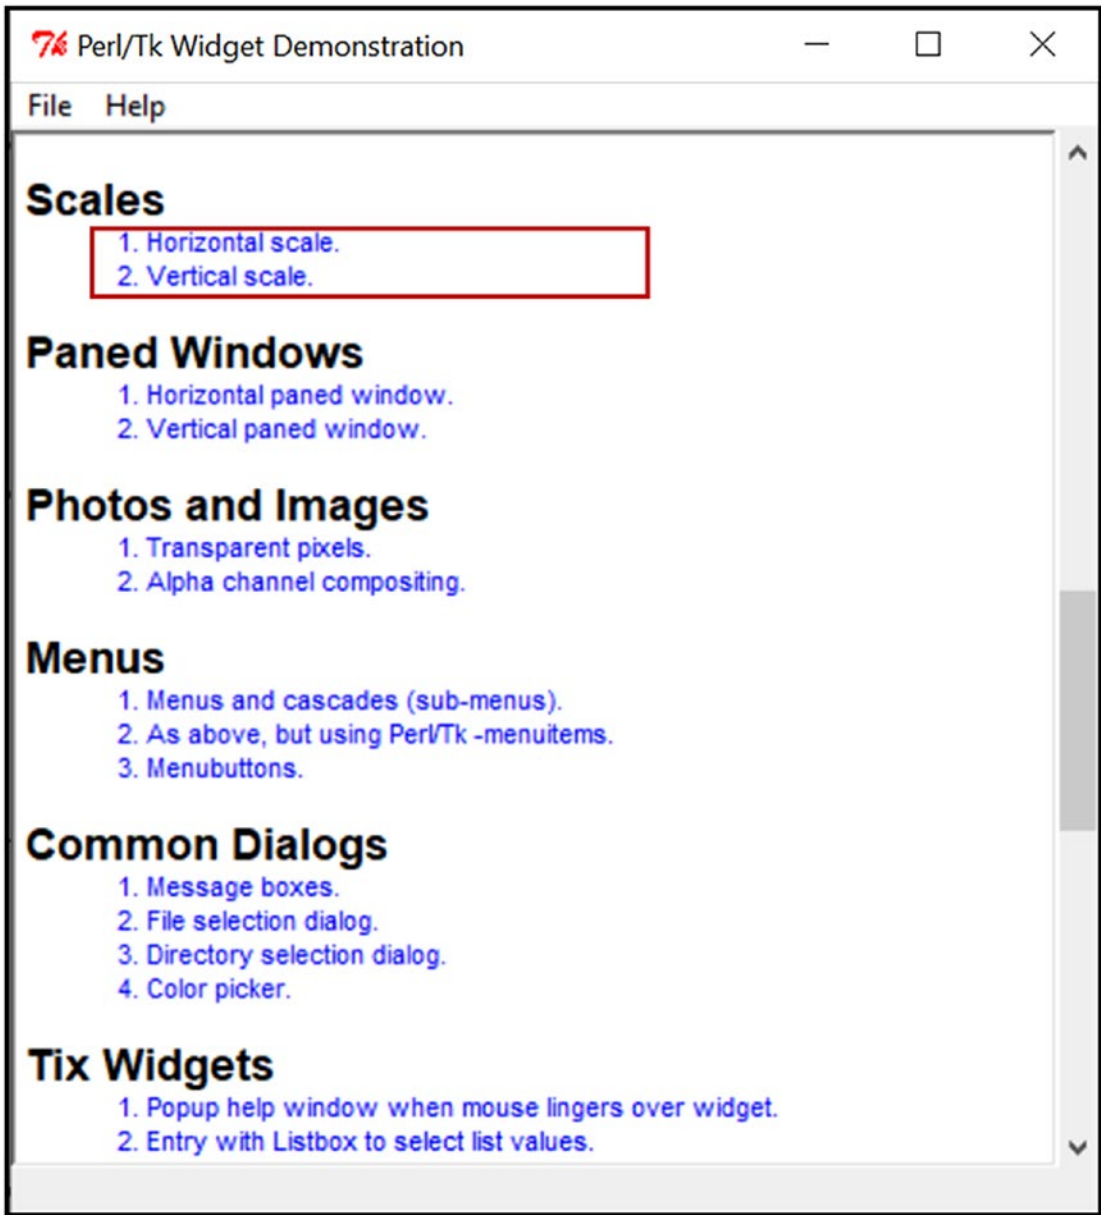 Perl/Tk Widget Demonstration
File Help
Scales
1. Horizontal scale.
2. Vertical scale.
Paned Windows
1. Horizontal paned window.
2. Vertical paned window.
Photos and Images
1. Transparent pixels.
2. Alpha channel compositing.
Menus
1. Menus and cascades (sub-menus).
2. As above, but using Perl/Tk -menuitems.
3. Menubuttons.
Common Dialogs
1. Message boxes.
2. File selection dialog.
3. Directory selection dialog.
4. Color picker.
Tix Widgets
1. Popup help window when mouse lingers over widget.
2. Entry with Listbox to select list values.